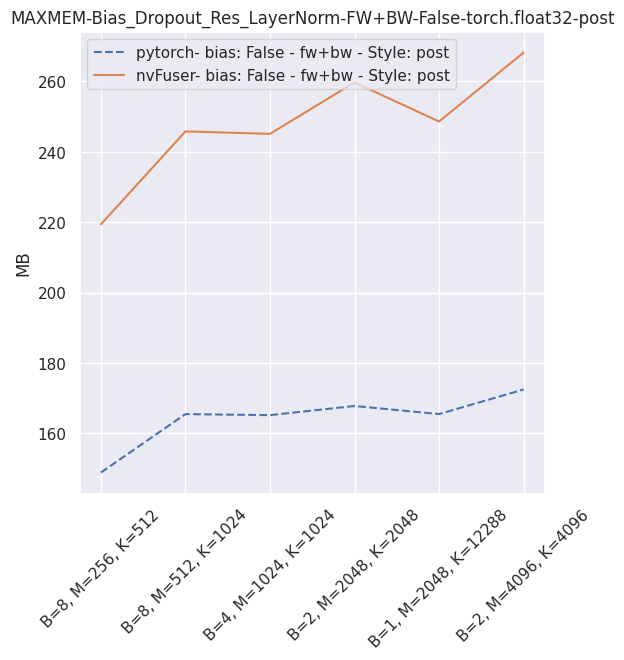 MAXMEM-Bias_Dropout_Res_LayerNorm-FW+BW-False-torch.float32-post
pytorch- bias: False - fw+bw - Style: post
nvFuser- bias: False - fw+bw - Style: post
260
240
220
200
180
160
MB
B=8, M=256, K=512
B=8, M=512, K=1024
B=4, M=1024, K=1024
B=2, M=2048, K=2048
B=1, M=2048, K=12288
B=2, M=4096, K=4096